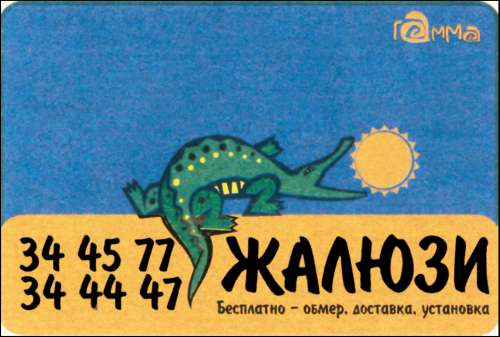 Гамма
34 45 77
34 44 47
ЖАЛЮЗИ
Бесплатно – обмер, доставка, установка